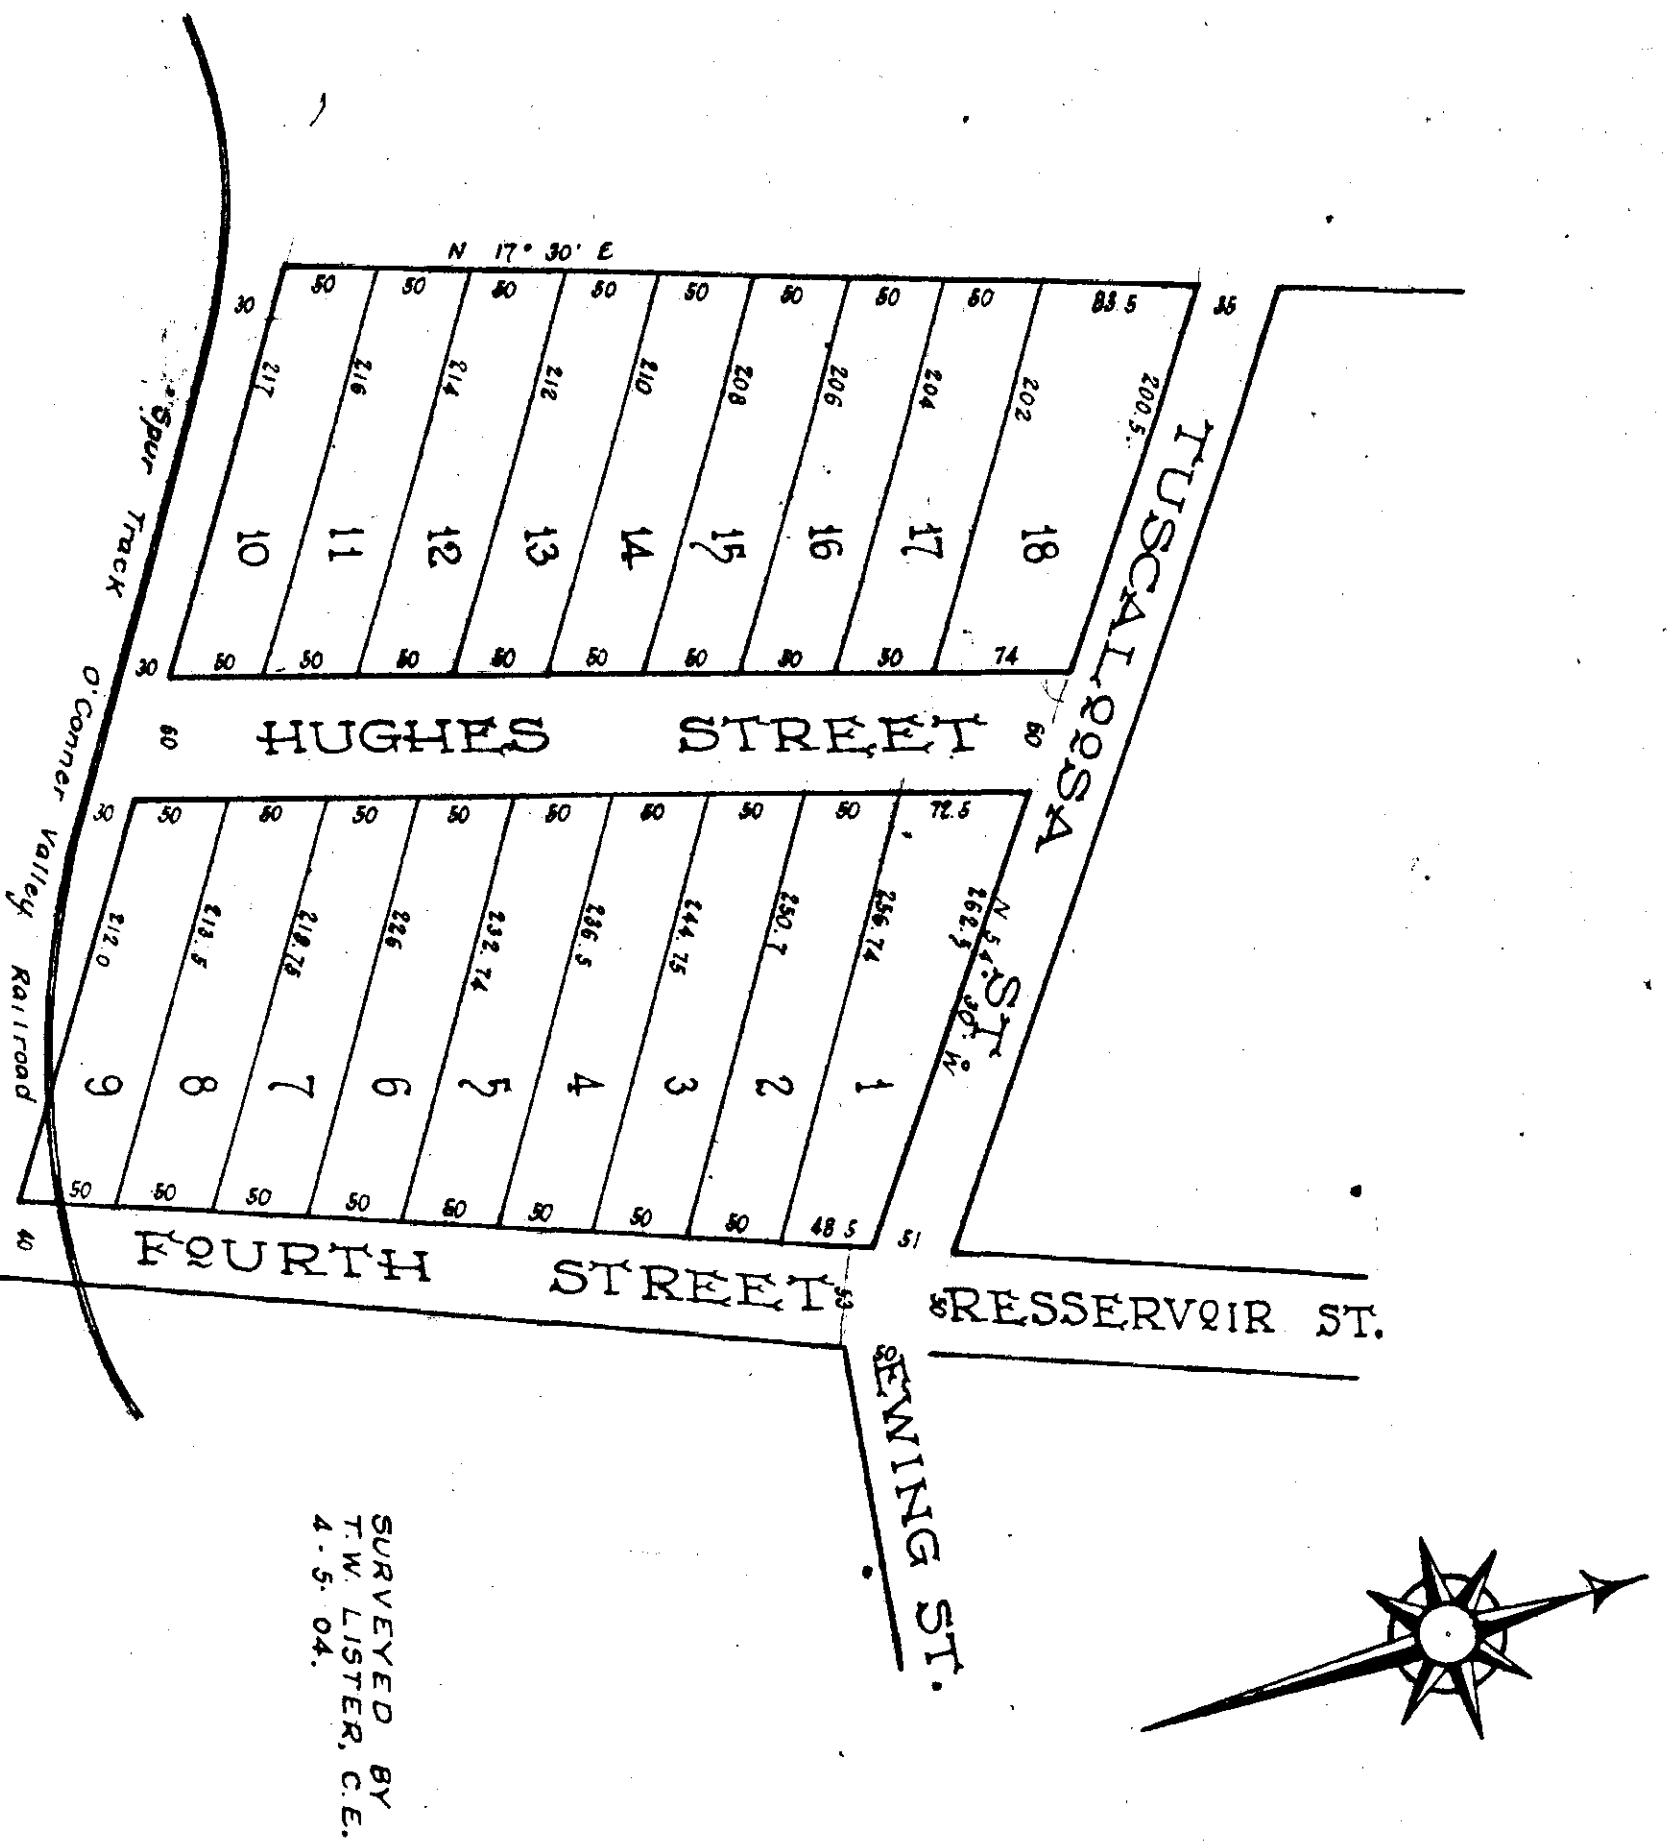 N 17° 30' E
50 50 50 50 50 50 50 50 83.5 35
30
217 216 214 212 210 208 206 204 202 200.5
10 11 12 13 14 15 16 17 18
30 50 50 50 50 50 50 50 50 74
TUSCALOOSA ST
N 54° 30' W
Spur Track O'Conner Valley Railroad
60 HUGHES STREET 60
30 50 50 50 50 50 50 50 50 72.5
212.0 213.5 219.75 226 232.74 236.5 244.75 250.7 256.74 262.5
9 8 7 6 5 4 3 2 1
50 50 50 50 50 50 50 50 48.5 51
40 FOURTH STREET 53
RESSERVOIR ST.
50
EWING ST.
SURVEYED BY
T.W. LISTER, C.E.
4-5-04.